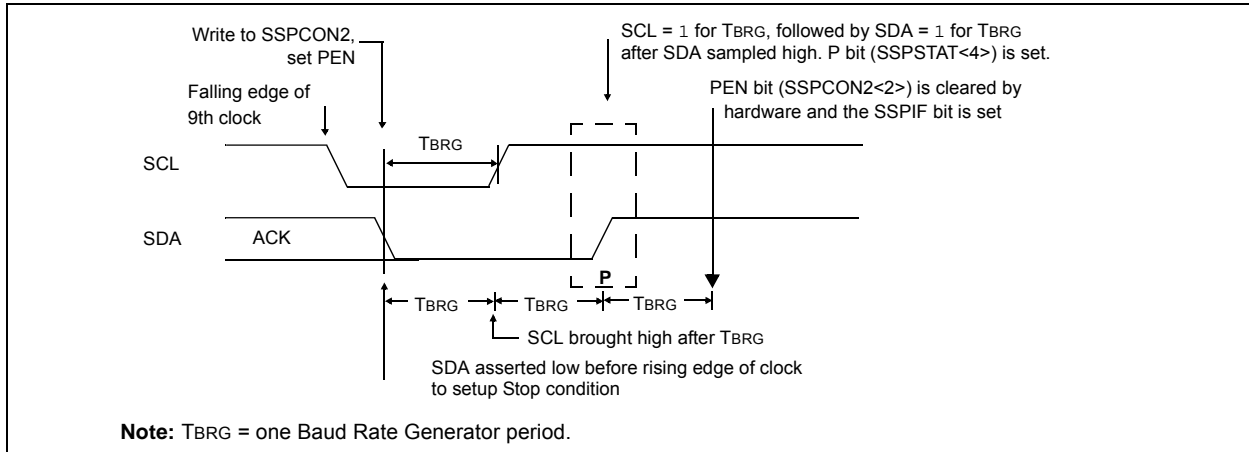 Write to SSPCON2,
set PEN
SCL = 1 for TBRG, followed by SDA = 1 for TBRG
after SDA sampled high. P bit (SSPSTAT<4>) is set.
Falling edge of
9th clock
PEN bit (SSPCON2<2>) is cleared by
hardware and the SSPIF bit is set
TBRG
SCL
SDA
ACK
P
TBRG
TBRG
TBRG
SCL brought high after TBRG
SDA asserted low before rising edge of clock
to setup Stop condition
Note: TBRG = one Baud Rate Generator period.